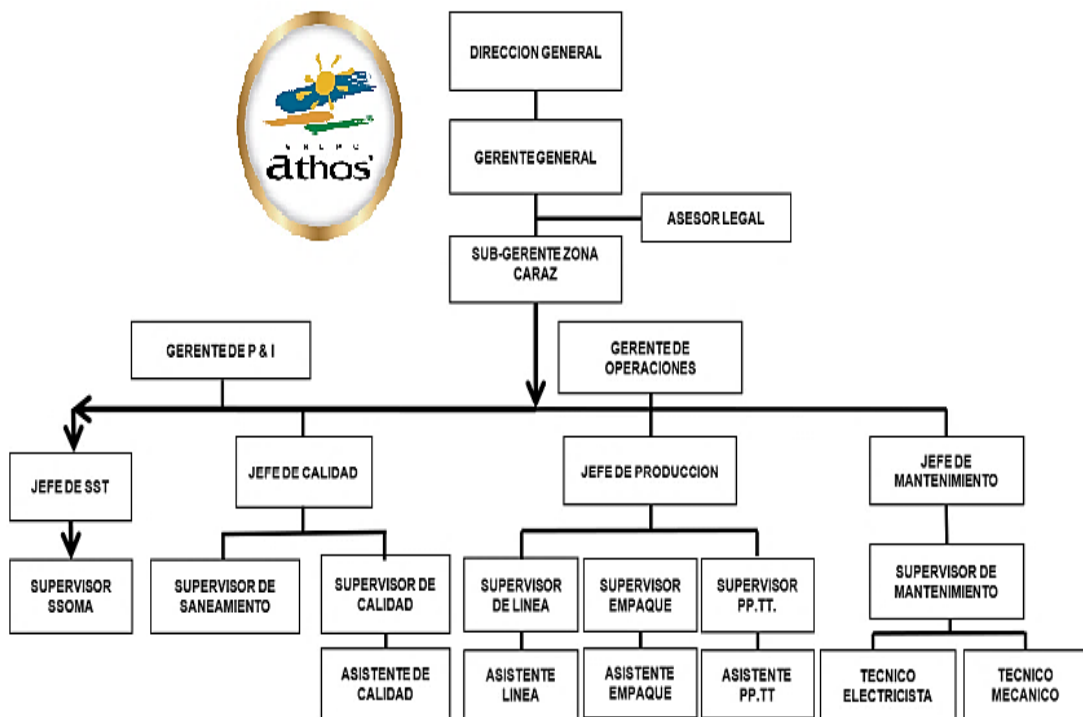 GRUPO
athos
DIRECCION GENERAL
GERENTE GENERAL
ASESOR LEGAL
SUB-GERENTE ZONA
CARAZ
GERENTE DE P & I
GERENTE DE
OPERACIONES
JEFE DE SST
JEFE DE CALIDAD
JEFE DE PRODUCCION
JEFE DE
MANTENIMIENTO
SUPERVISOR
SSOMA
SUPERVISOR DE
SANEAMIENTO
SUPERVISOR DE
CALIDAD
SUPERVISOR
DE LINEA
SUPERVISOR
EMPAQUE
SUPERVISOR
PP.TT.
SUPERVISOR DE
MANTENIMIENTO
ASISTENTE DE
CALIDAD
ASISTENTE
LINEA
ASISTENTE
EMPAQUE
ASISTENTE
PP.TT
TECNICO
ELECTRICISTA
TECNICO
MECANICO